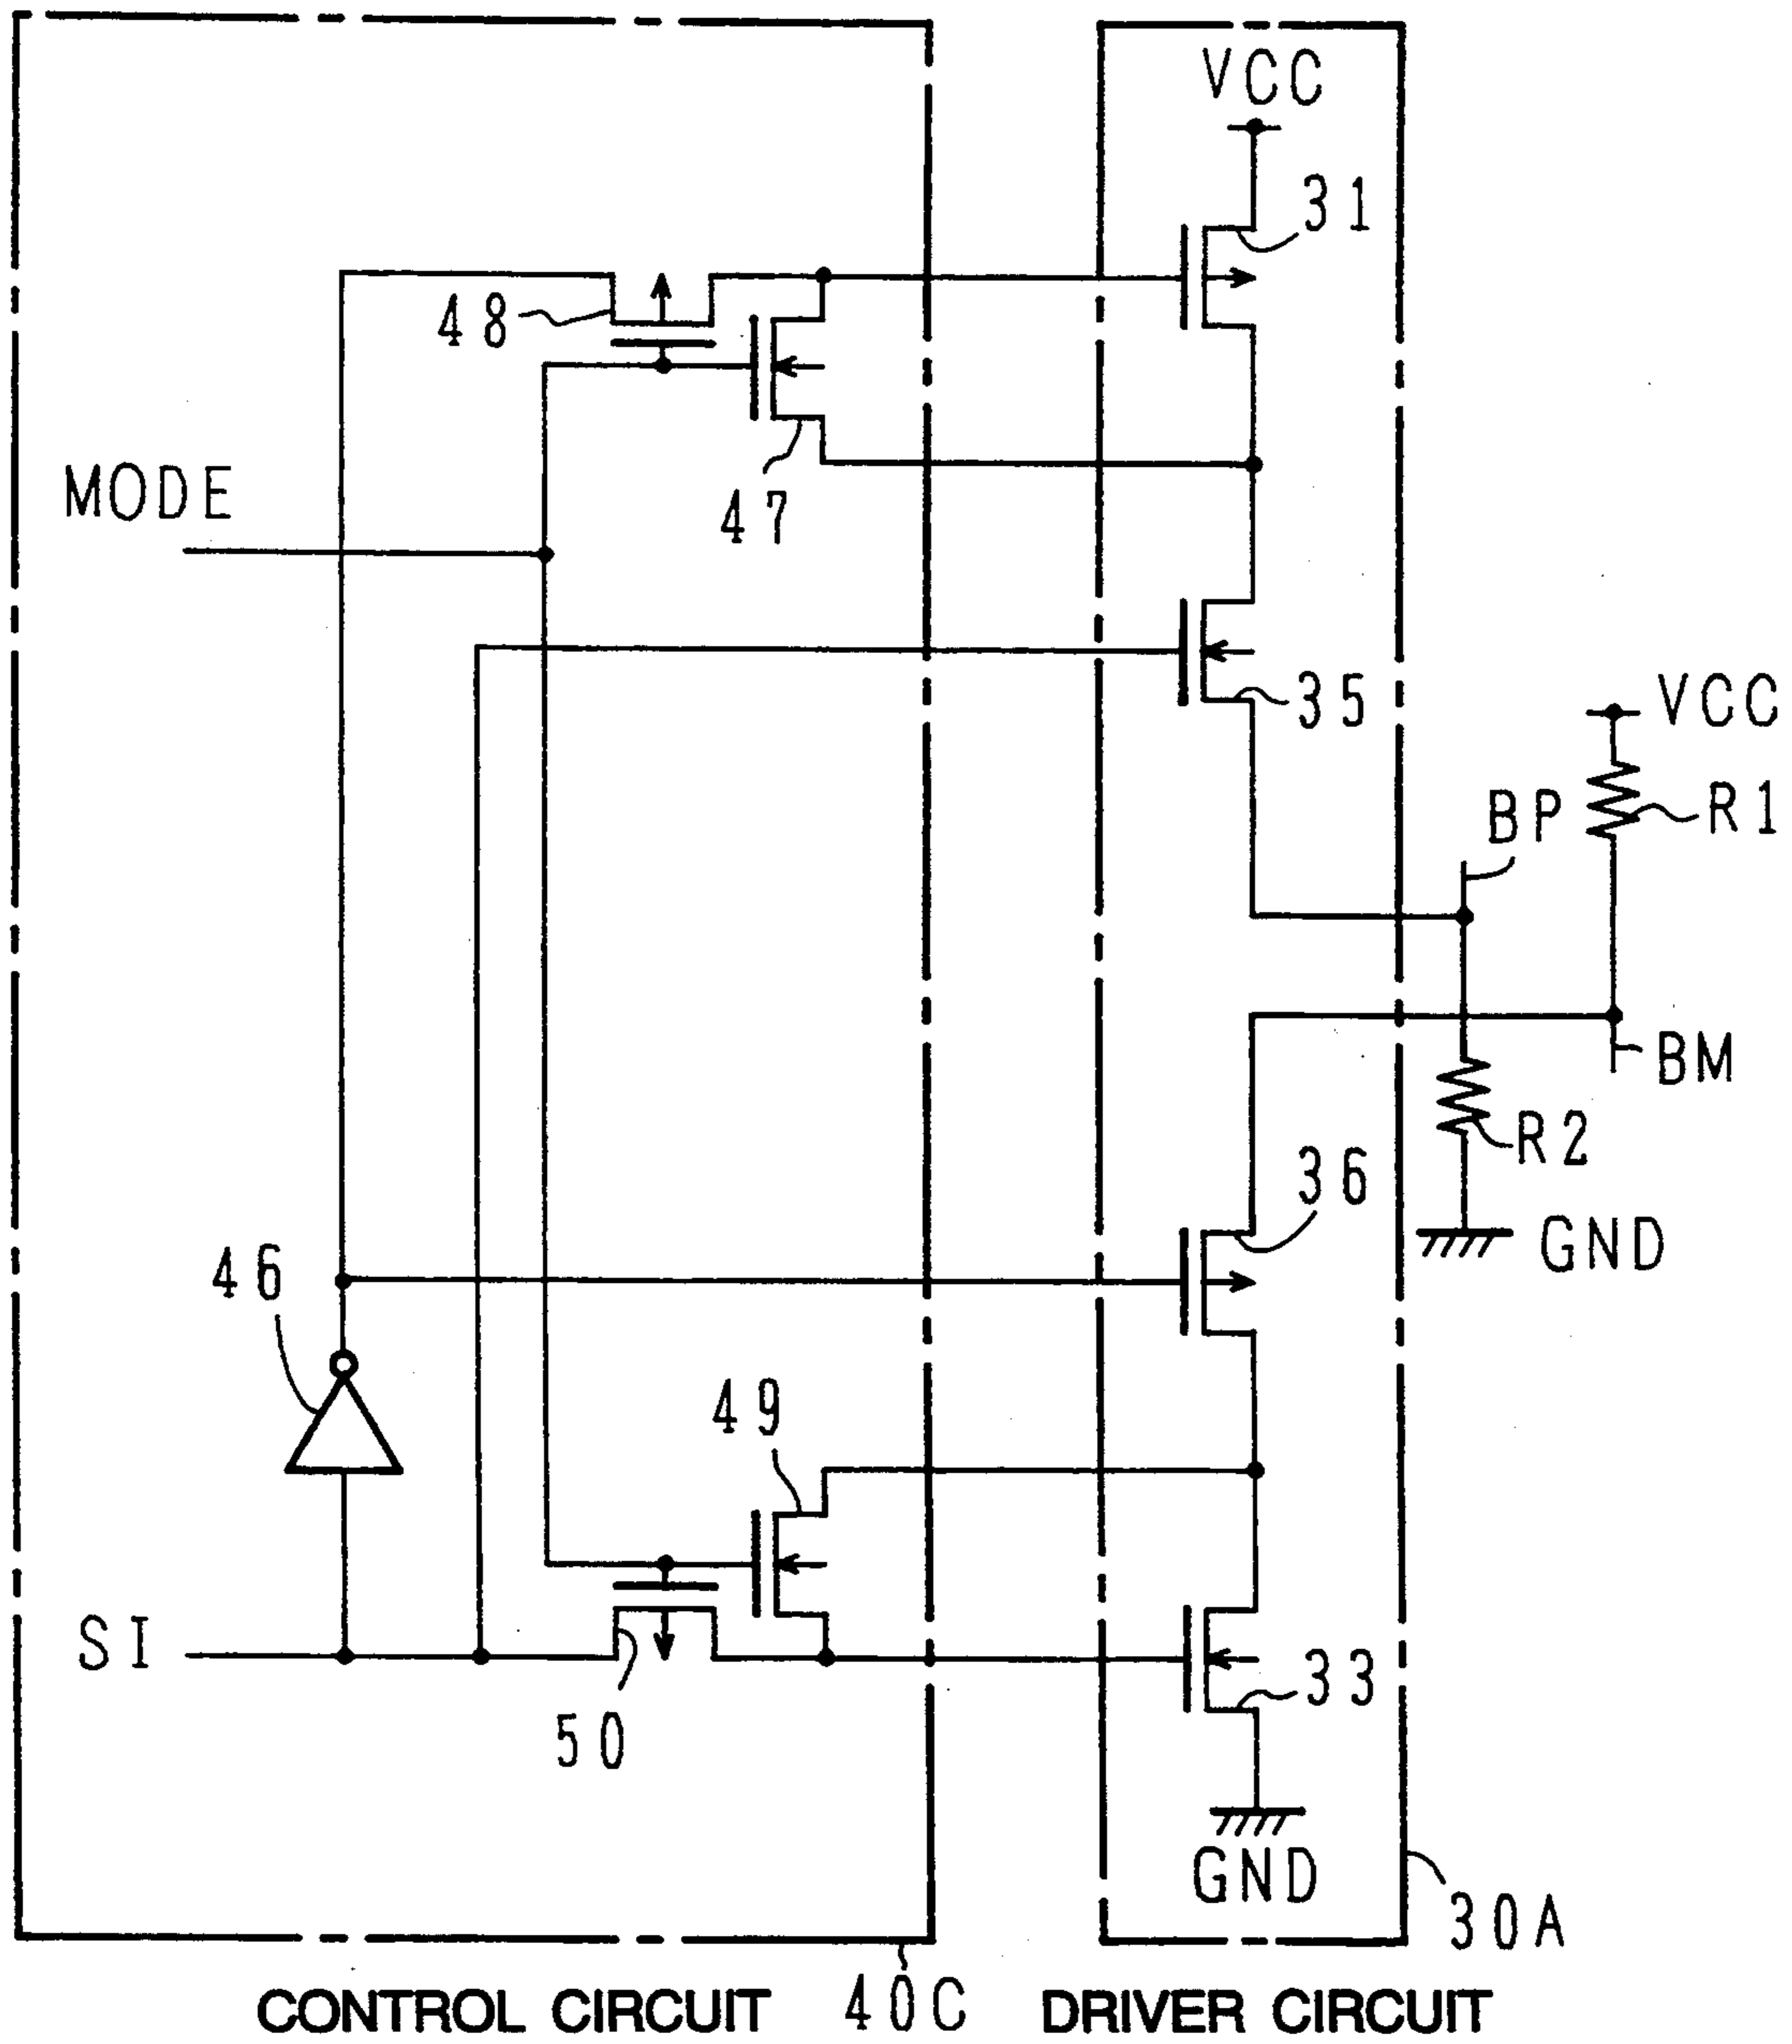 VCC
31
48
MODE
47
35
VCC
BP
R1
BM
R2
36
GND
46
49
SI
33
50
GND
30A
40C
CONTROL CIRCUIT
DRIVER CIRCUIT